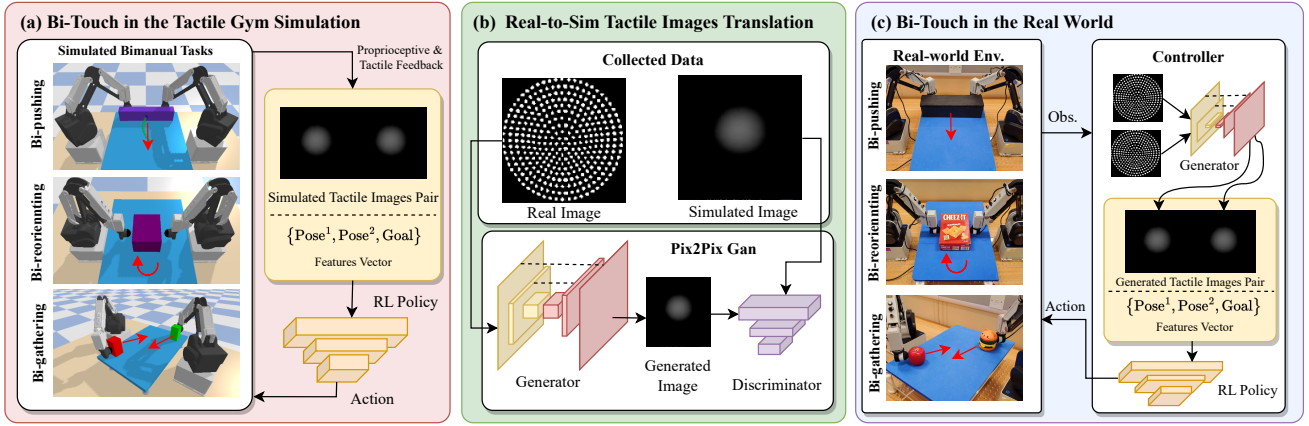 (a) Bi-Touch in the Tactile Gym Simulation
Simulated Bimanual Tasks
Bi-pushing
Bi-reoriennting
Bi-gathering
Proprioceptive &
Tactile Feedback
Simulated Tactile Images Pair
{Pose¹, Pose², Goal}
Features Vector
RL Policy
Action
(b) Real-to-Sim Tactile Images Translation
Collected Data
Real Image
Simulated Image
Pix2Pix Gan
Generator
Generated
Image
Discriminator
(c) Bi-Touch in the Real World
Real-world Env.
Bi-pushing
Bi-reorienting
Bi-gathering
CHEEZ IT
Obs.
Action
Controller
Generator
Generated Tactile Images Pair
{Pose¹, Pose², Goal}
Features Vector
RL Policy